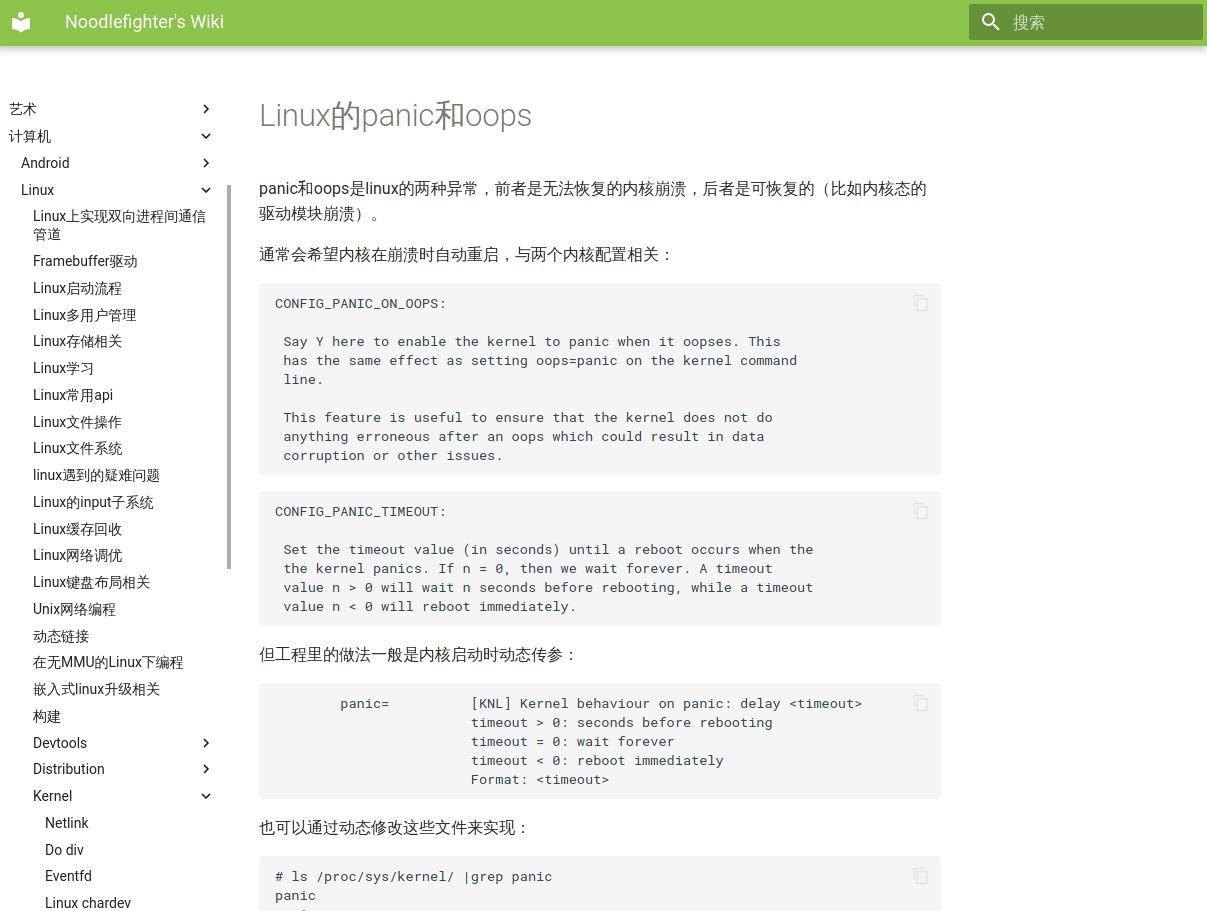 Noodlefighter's Wiki
搜索
艺术
计算机
Android
Linux
Linux上实现双向进程间通信
管道
Framebuffer驱动
Linux启动流程
Linux多用户管理
Linux存储相关
Linux学习
Linux常用api
Linux文件操作
Linux文件系统
linux遇到的疑难问题
Linux的input子系统
Linux缓存回收
Linux网络调优
Linux键盘布局相关
Unix网络编程
动态链接
在无MMU的Linux下编程
嵌入式linux升级相关
构建
Devtools
Distribution
Kernel
Netlink
Do div
Eventfd
Linux chardev
Linux的panic和oops
panic和oops是linux的两种异常，前者是无法恢复的内核崩溃，后者是可恢复的（比如内核态的
驱动模块崩溃）。
通常会希望内核在崩溃时自动重启，与两个内核配置相关：
CONFIG_PANIC_ON_OOPS:
Say Y here to enable the kernel to panic when it oopses. This
has the same effect as setting oops=panic on the kernel command
line.
This feature is useful to ensure that the kernel does not do
anything erroneous after an oops which could result in data
corruption or other issues.
CONFIG_PANIC_TIMEOUT:
Set the timeout value (in seconds) until a reboot occurs when the
the kernel panics. If n = 0, then we wait forever. A timeout
value n > 0 will wait n seconds before rebooting, while a timeout
value n < 0 will reboot immediately.
但工程里的做法一般是内核启动时动态传参：
panic= [KNL] Kernel behaviour on panic: delay <timeout>
timeout > 0: seconds before rebooting
timeout = 0: wait forever
timeout < 0: reboot immediately
Format: <timeout>
也可以通过动态修改这些文件来实现：
# ls /proc/sys/kernel/ |grep panic
panic